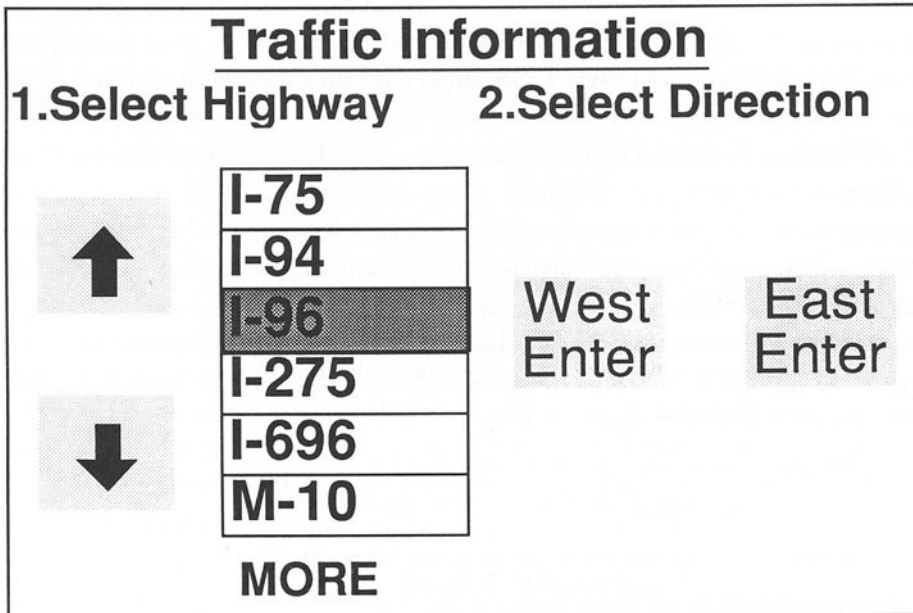 Traffic Information
1.Select Highway
2.Select Direction
I-75
I-94
I-96
I-275
I-696
M-10
MORE
West
Enter
East
Enter